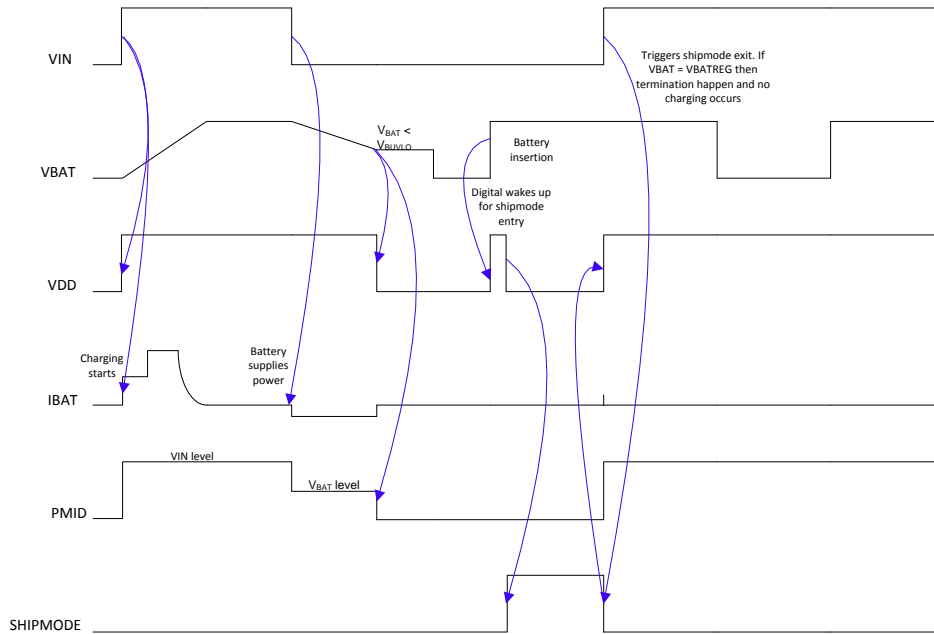 VIN
Triggers shipmode exit. If
VBAT = VBATREG then
termination happen and no
charging occurs
VBAT
VBAT <
VBUVLO
Battery
insertion
Digital wakes up
for shipmode
entry
VDD
Charging
starts
Battery
supplies
power
IBAT
VIN level
VBAT level
PMID
SHIPMODE